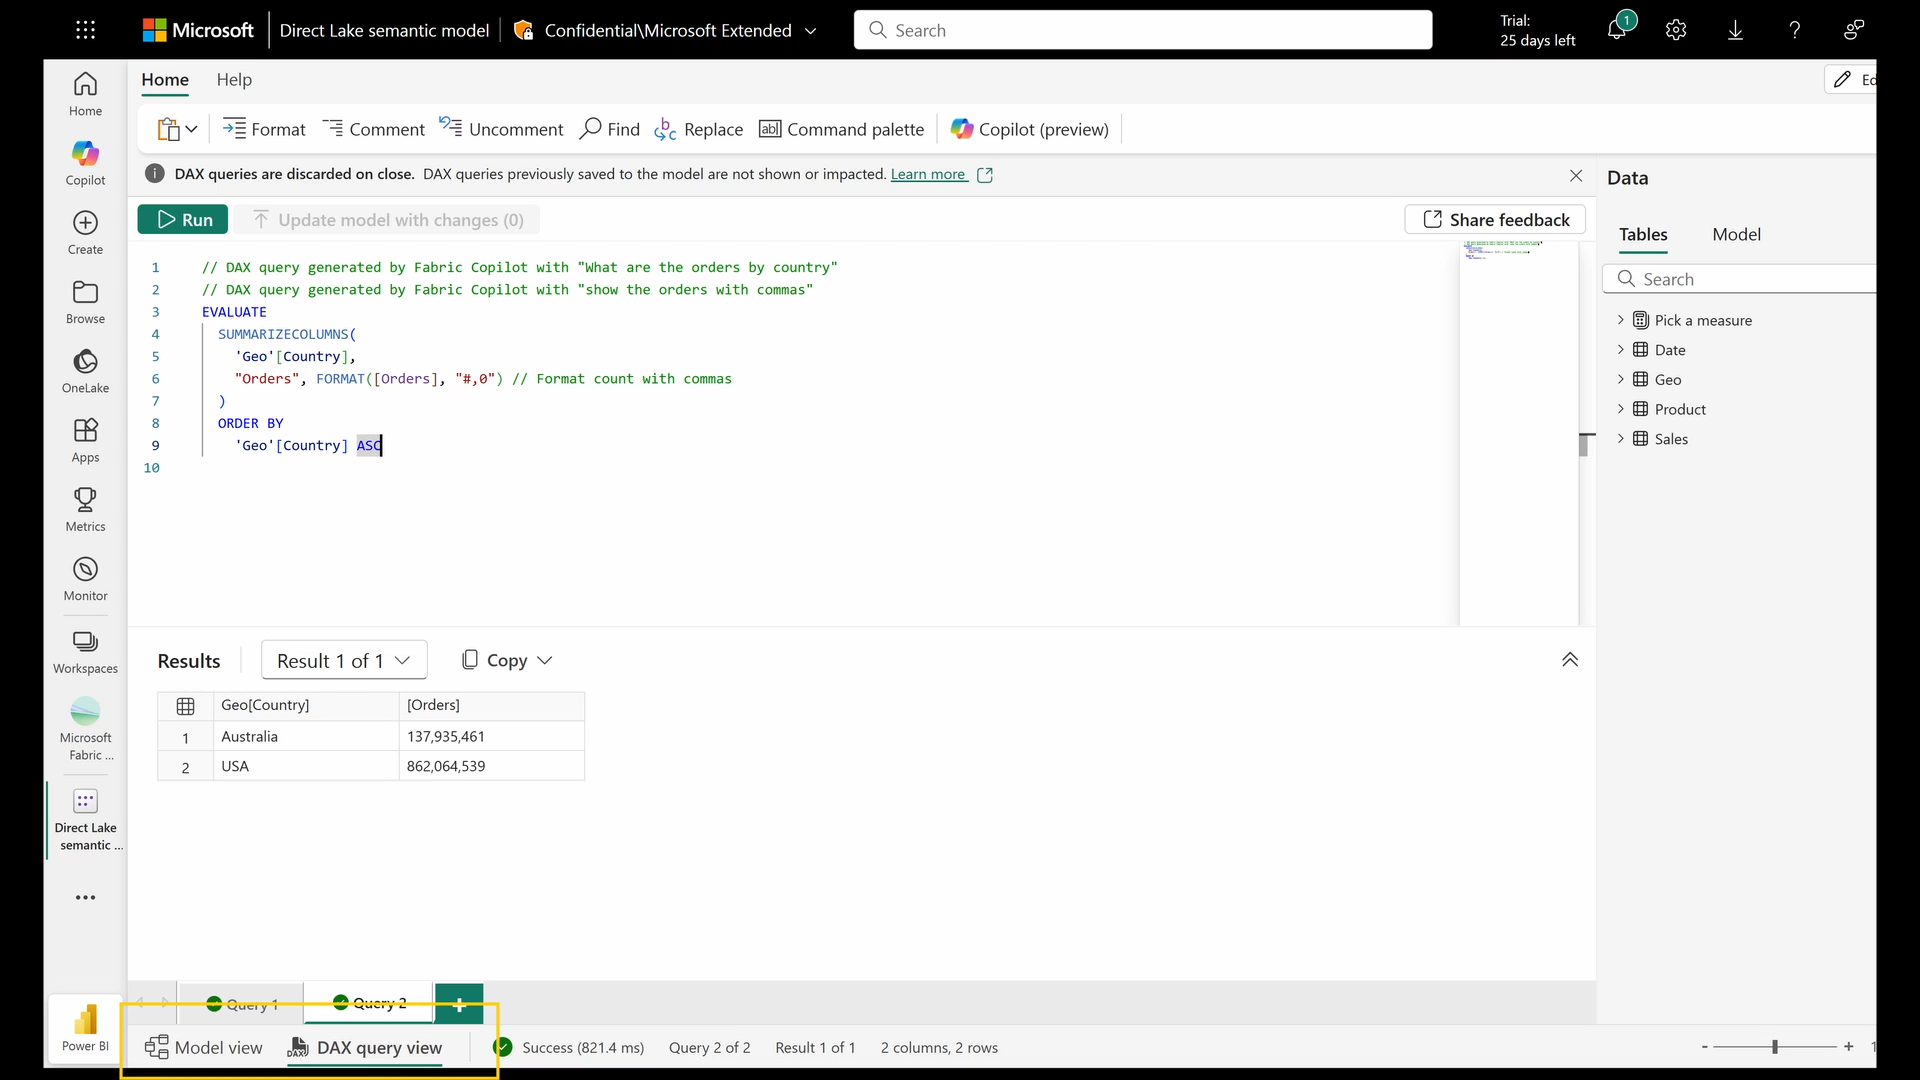 Microsoft
Direct Lake semantic model
Confidential\Microsoft Extended
Search
Trial:
25 days left
1
Home
Copilot
Create
Browse
OneLake
Apps
Metrics
Monitor
Workspaces
Microsoft
Fabric ...
Direct Lake
semantic ...
Power BI
Home Help
Format Comment Uncomment Find Replace Command palette Copilot (preview)
DAX queries are discarded on close. DAX queries previously saved to the model are not shown or impacted. Learn more
Run Update model with changes (0) Share feedback
1 // DAX query generated by Fabric Copilot with "What are the orders by country"
2 // DAX query generated by Fabric Copilot with "show the orders with commas"
3 EVALUATE
4 SUMMARIZECOLUMNS(
5 'Geo'[Country],
6 "Orders", FORMAT([Orders], "#,0") // Format count with commas
7 )
8 ORDER BY
9 'Geo'[Country] ASC
10
Results Result 1 of 1 Copy
Geo[Country] [Orders]
1 Australia 137,935,461
2 USA 862,064,539
Query 1 Query 2 +
Model view DAX query view Success (821.4 ms) Query 2 of 2 Result 1 of 1 2 columns, 2 rows
- +
Data
Tables Model
Search
Pick a measure
Date
Geo
Product
Sales